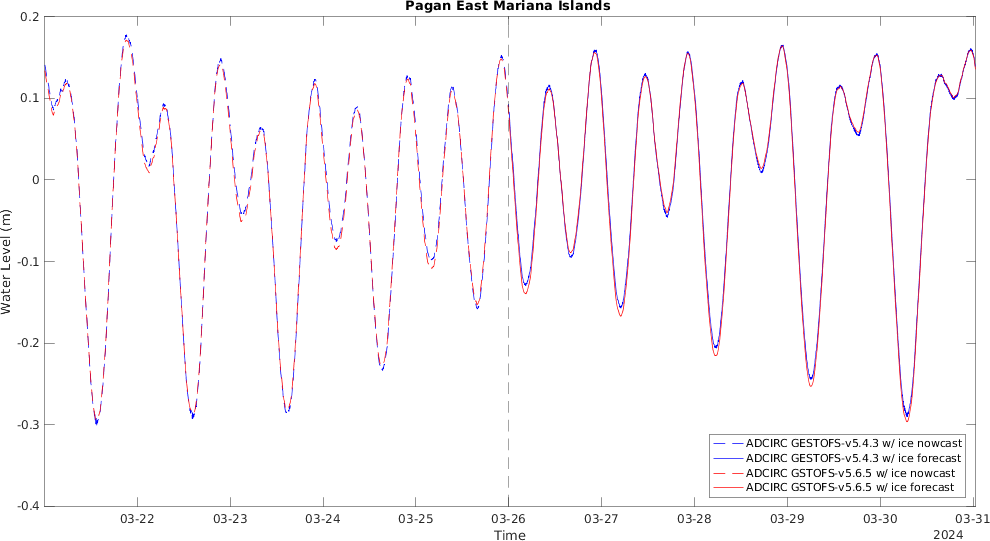 Pagan East Mariana Islands
0.2
0.1
0
-0.1
-0.2
-0.3
-0.4
Water Level (m)
03-22 03-23 03-24 03-25 03-26 03-27 03-28 03-29 03-30 03-31
Time
2024
ADCIRC GESTOFS-v5.4.3 w/ ice nowcast
ADCIRC GESTOFS-v5.4.3 w/ ice forecast
ADCIRC GSTOFS-v5.6.5 w/ ice nowcast
ADCIRC GSTOFS-v5.6.5 w/ ice forecast